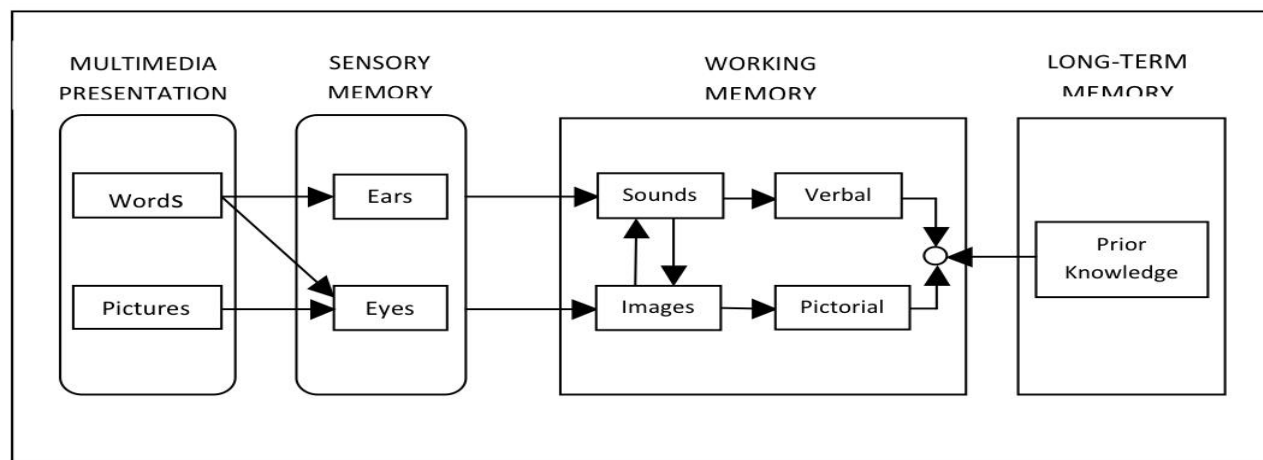 MULTIMEDIA
PRESENTATION
SENSORY
MEMORY
WORKING
MEMORY
LONG-TERM
MEMORY
Words
Ears
Sounds
Verbal
Prior
Knowledge
Pictures
Eyes
Images
Pictorial